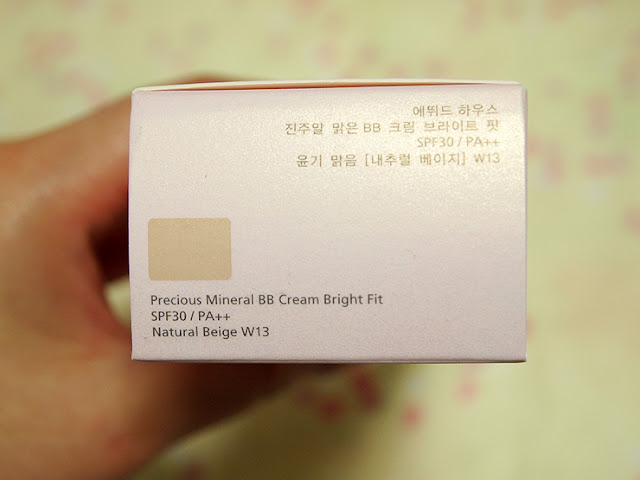 에뛰드 하우스
진주알 맑은 BB 크림 브라이트 핏
SPF30 / PA++
윤기 맑음 [내추럴 베이지] W13
Precious Mineral BB Cream Bright Fit
SPF30 / PA++
Natural Beige W13